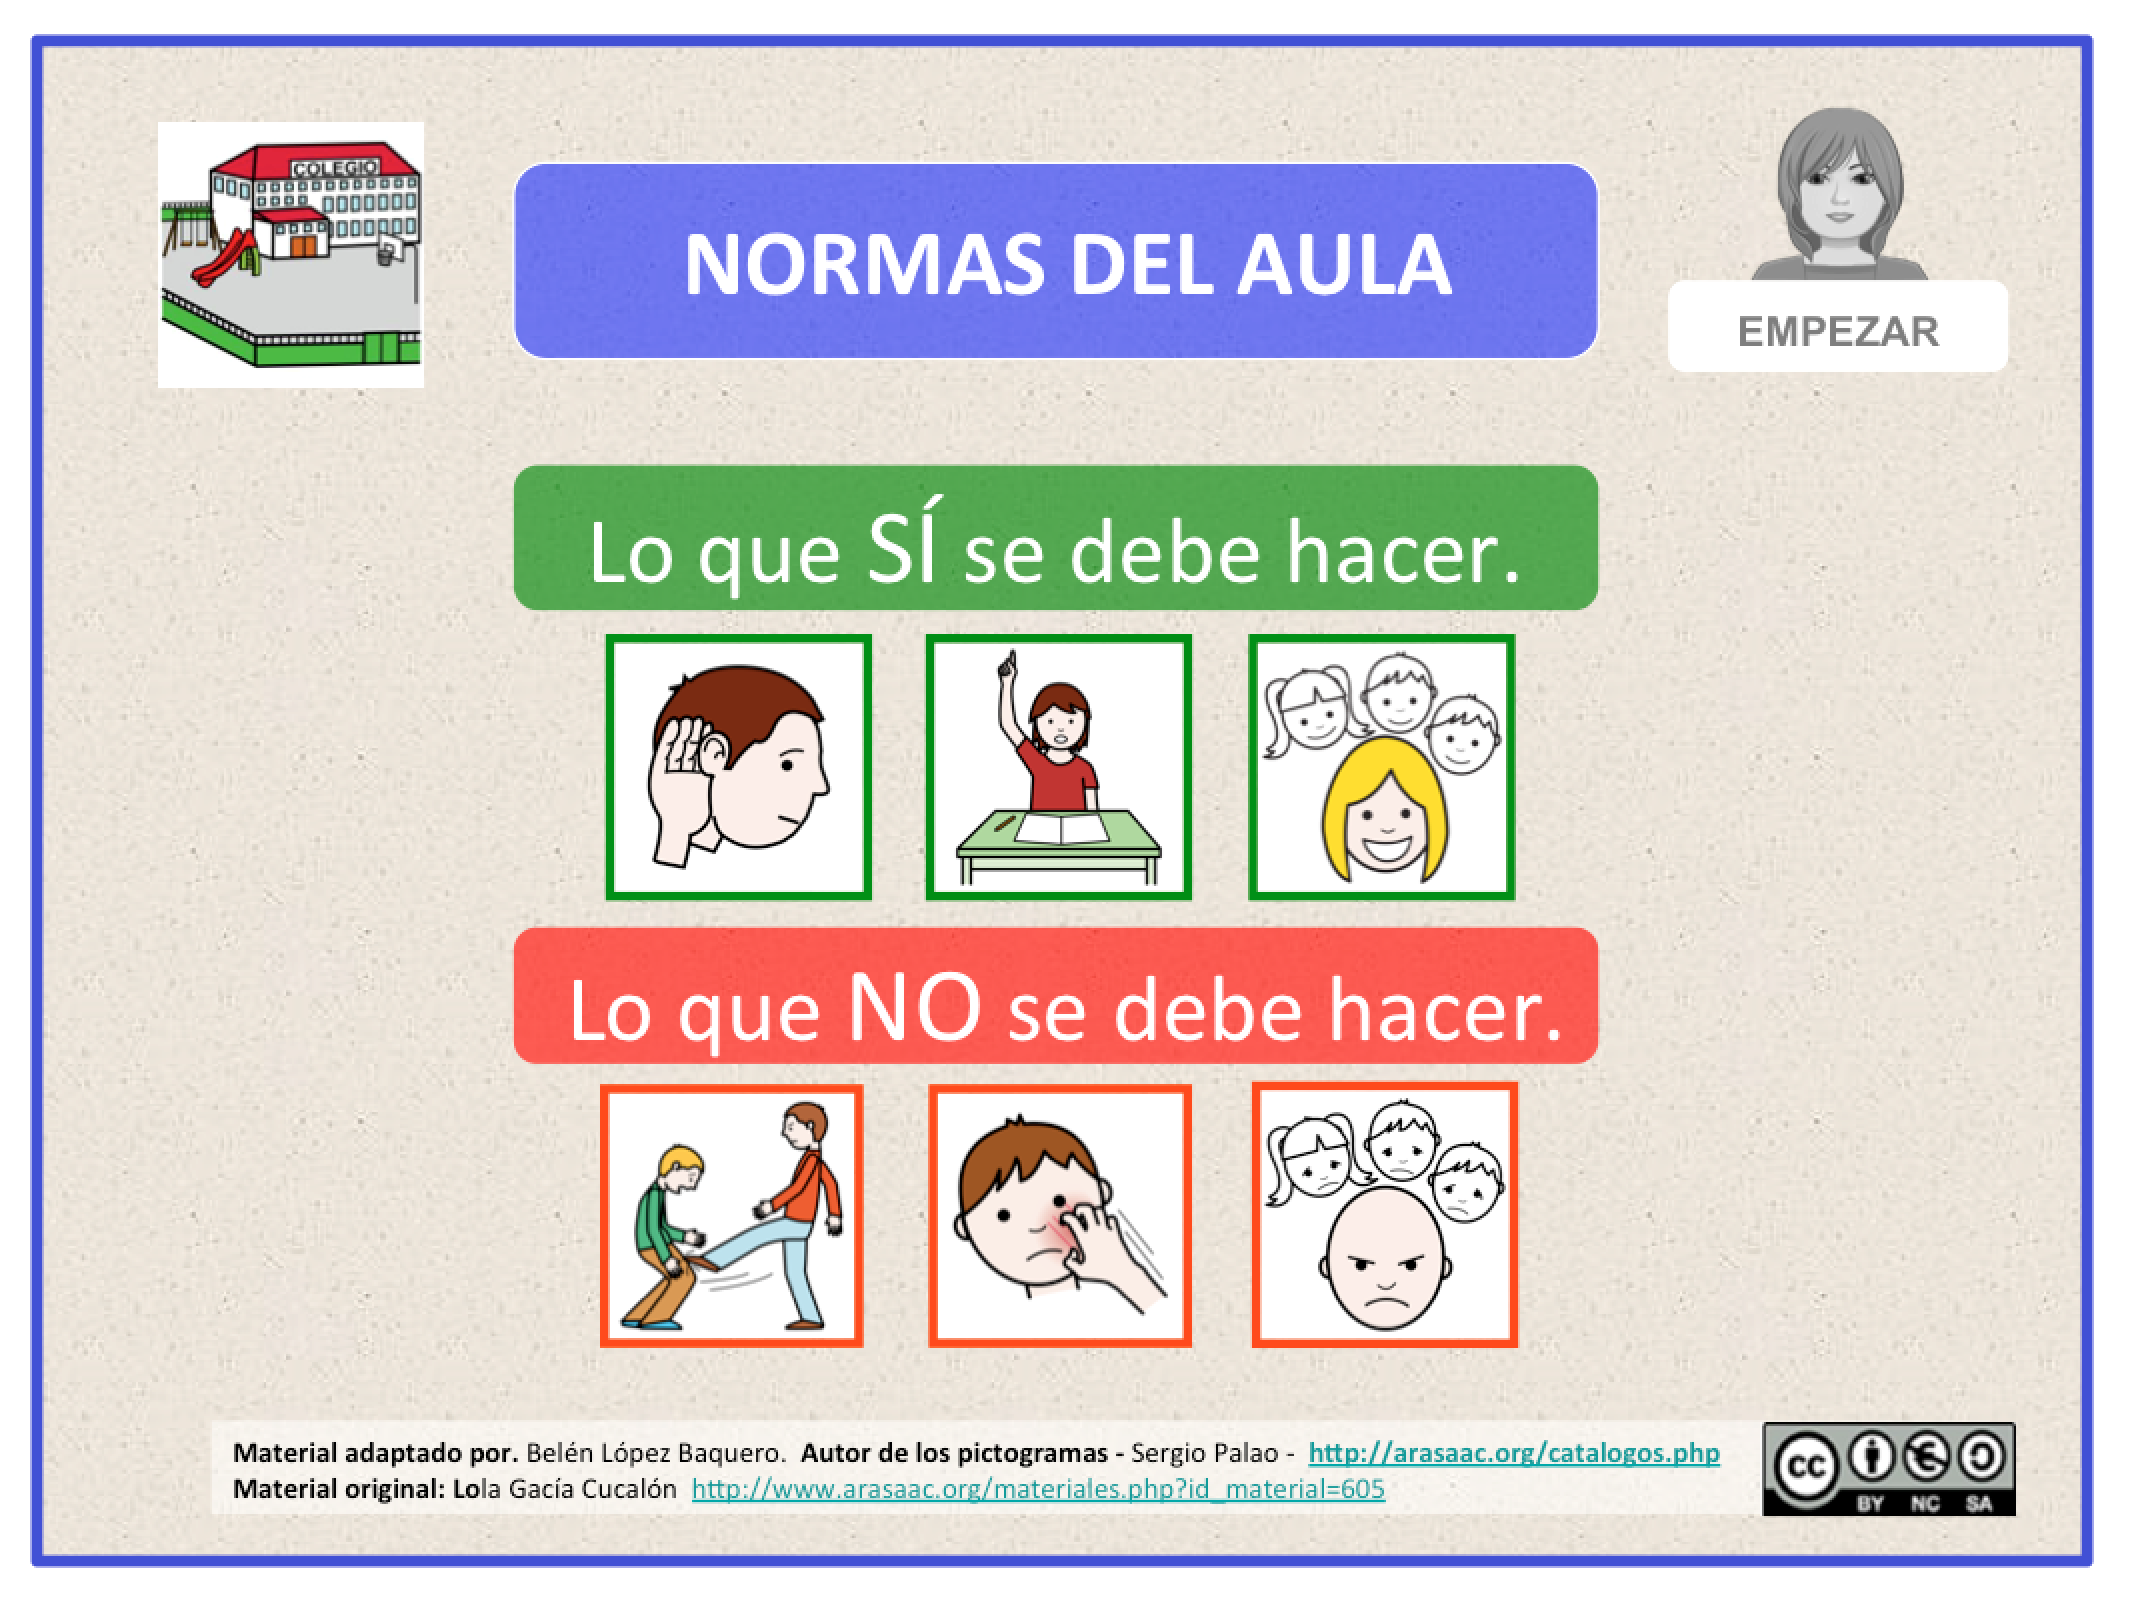 COLEGIO
NORMAS DEL AULA
EMPEZAR
Lo que SÍ se debe hacer.
Lo que NO se debe hacer.
Material adaptado por. Belén López Baquero. Autor de los pictogramas - Sergio Palao - http://arasaac.org/catalogos.php
Material original: Lola Gacía Cucalón http://www.arasaac.org/materiales.php?id_material=605
cc
BY NC SA